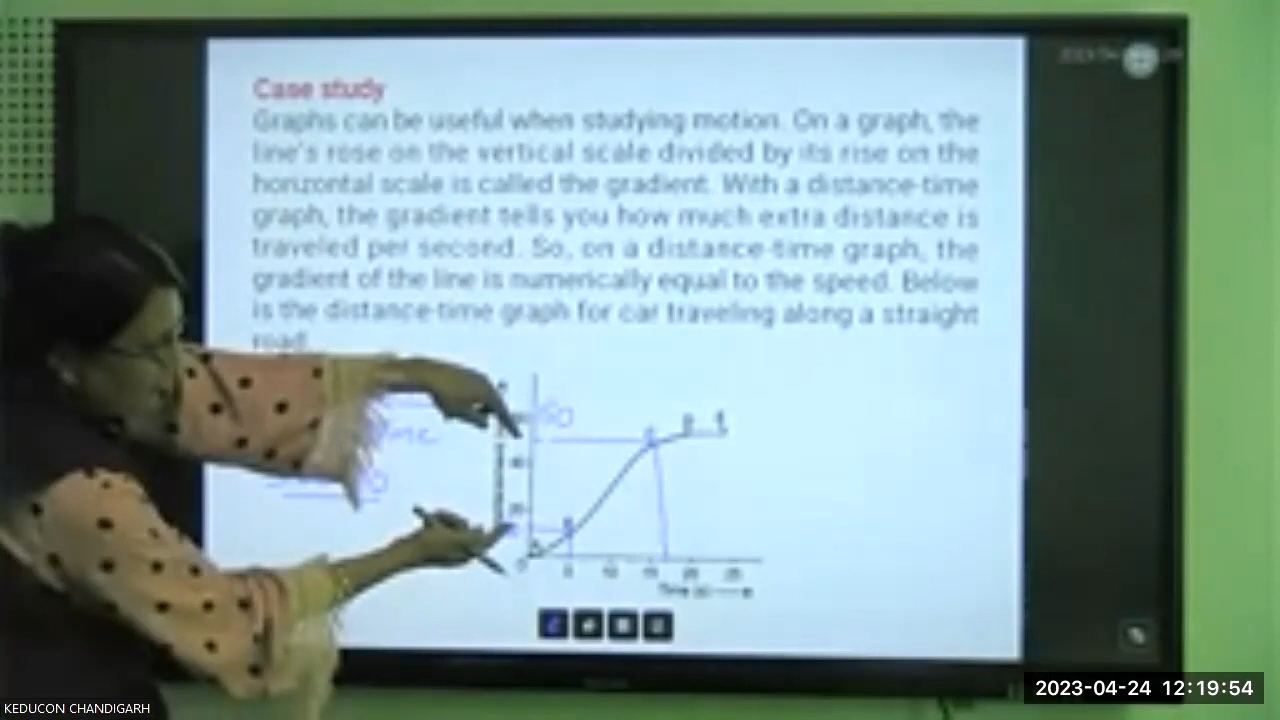 Case study
Graphs can be useful when studying motion. On a graph, the
line's rose on the vertical scale divided by its rise on the
horizontal scale is called the gradient. With a distance-time
graph, the gradient tells you how much extra distance is
traveled per second. So, on a distance-time graph, the
gradient of the line is numerically equal to the speed. Below
is the distance-time graph for car traveling along a straight
road
5 10 15 20 25
Time (s)
KEDUCON CHANDIGARH
2023-04-24 12:19:54